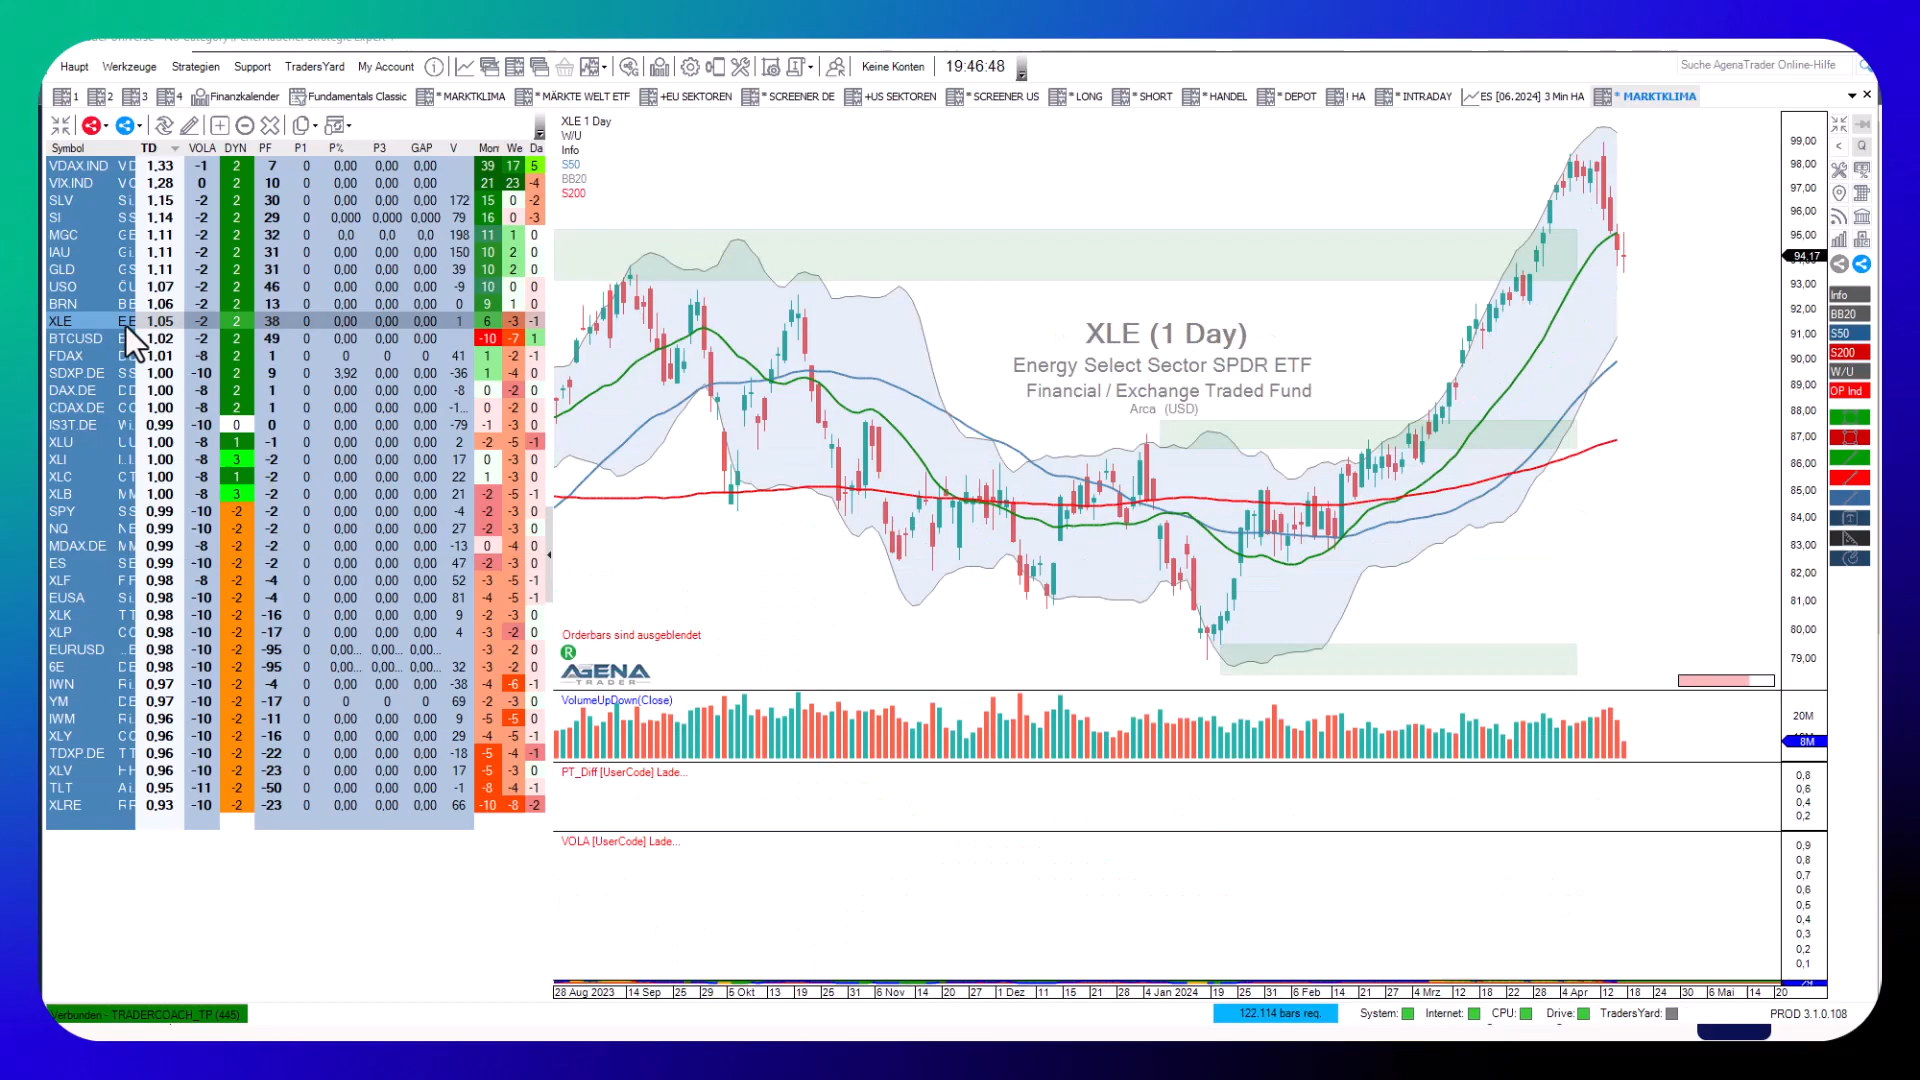 Haupt Werkzeuge Strategien Support TradersYard My Account Keine Konten 19:46:48 Suche AgenaTrader Online-Hilfe
1 2 3 4 Finanzkalender Fundamentals Classic * MARKTKLIMA * MÄRKTE WELT ETF +EU SEKTOREN * SCREENER DE +US SEKTOREN * SCREENER US * LONG * SHORT * HANDEL * DEPOT ! HA * INTRADAY ES [06.2024] 3 Min HA * MARKTKLIMA
Symbol TD VOLA DYN PF P1 P% P3 GAP V Mon We Da
VDAX.IND V D 1,33 -1 2 7 0 0,00 0,00 0,00 39 17 5
VIX.IND V C 1,28 0 2 10 0 0,00 0,00 0,00 21 23 -4
SLV Si. 1,15 -2 2 30 0 0,00 0,00 0,00 172 15 0 -2
SI S S 1,14 -2 2 29 0 0,000 0,000 0,000 79 16 0 -3
MGC G E 1,11 -2 2 32 0 0,0 0,0 0,0 198 11 1 0
IAU G i. 1,11 -2 2 31 0 0,00 0,00 0,00 150 10 2 0
GLD G S 1,11 -2 2 31 0 0,00 0,00 0,00 39 10 2 0
USO C U 1,07 -2 2 46 0 0,00 0,00 0,00 -9 10 0 0
BRN B E 1,06 -2 2 13 0 0,00 0,00 0,00 0 9 1 0
XLE E E 1,05 -2 2 38 0 0,00 0,00 0,00 1 6 -3 -1
BTCUSD 1,02 -2 2 49 0 0,00 0,00 0,00 -10 -7 1
FDAX 1,01 -8 2 1 0 0 0 0 41 1 -2 -1
SDXP.DE S S 1,00 -10 2 9 0 3,92 0,00 0,00 -36 1 -4 0
DAX.DE D D 1,00 -8 2 1 0 0,00 0,00 0,00 -8 0 -2 0
CDAX.DE C C 1,00 -8 2 1 0 0,00 0,00 0,00 -1... 0 -2 0
IS3T.DE W i. 0,99 -10 0 0 0 0,00 0,00 0,00 -79 -1 0 0
XLU U U 1,00 -8 1 -1 0 0,00 0,00 0,00 2 -2 -5 -1
XLI I.. I. 1,00 -8 3 -2 0 0,00 0,00 0,00 17 0 -3 0
XLC C T 1,00 -8 1 -2 0 0,00 0,00 0,00 22 1 -3 0
XLB M M 1,00 -8 3 -2 0 0,00 0,00 0,00 21 -2 -5 -1
SPY S S 0,99 -10 -2 -2 0 0,00 0,00 0,00 -4 -2 -3 0
NQ N E 0,99 -10 -2 -2 0 0,00 0,00 0,00 27 -2 -3 0
MDAX.DE M M 0,99 -8 -2 -2 0 0,00 0,00 0,00 -13 0 -4 0
ES S E 0,99 -10 -2 -2 0 0,00 0,00 0,00 47 -2 -3 0
XLF F F 0,98 -8 -2 -4 0 0,00 0,00 0,00 52 -3 -5 -1
EUSA S i. 0,98 -10 -2 -4 0 0,00 0,00 0,00 81 -4 -5 -1
XLK T T 0,98 -10 -2 -16 0 0,00 0,00 0,00 9 -2 -3 0
XLP C C 0,98 -10 -2 -17 0 0,00 0,00 0,00 4 -3 -2 0
EURUSD ..E 0,98 -10 -2 -95 0 0,00... 0,00... 0,00... -3 -2 0
6E D E 0,98 -10 -2 -95 0 0,00... 0,00... 0,00... 32 -3 -2 0
IWN R i. 0,97 -10 -2 -4 0 0,00 0,00 0,00 -38 -4 -6 -1
YM D E 0,97 -10 -2 -17 0 0 0 0 69 -2 -3 0
IWM R i. 0,96 -10 -2 -11 0 0,00 0,00 0,00 9 -5 -5 0
XLY C C 0,96 -10 -2 -16 0 0,00 0,00 0,00 29 -4 -5 -1
TDXP.DE T T 0,96 -10 -2 -22 0 0,00 0,00 0,00 -18 -5 -4 -1
XLV H H 0,96 -10 -2 -23 0 0,00 0,00 0,00 17 -5 -3 0
TLT A i. 0,95 -11 -2 -50 0 0,00 0,00 0,00 -1 -8 -4 -1
XLRE R F 0,93 -10 -2 -23 0 0,00 0,00 0,00 66 -10 -8 -2
XLE 1 Day
W/U
Info
S50
BB20
S200
XLE (1 Day)
Energy Select Sector SPDR ETF
Financial / Exchange Traded Fund
Arca (USD)
Orderbars sind ausgeblendet
R
AGENA
TRADER
VolumeUpDown(Close)
PT_Diff [UserCode] Lade...
VOLA [UserCode] Lade...
99,00
98,00
97,00
96,00
95,00
94,17
93,00
92,00
91,00
90,00
89,00
88,00
87,00
86,00
85,00
84,00
83,00
82,00
81,00
80,00
79,00
20M
8M
0,8
0,6
0,4
0,2
0,9
0,8
0,7
0,6
0,5
0,4
0,3
0,2
0,1
Info
BB20
S50
S200
W/U
OP Ind
28 Aug 2023 14 Sep 25 29 5 Okt 13 19 25 31 6 Nov 14 20 27 1 Dez 11 15 21 28 4 Jan 2024 19 25 31 6 Feb 14 21 27 4 Mrz 12 18 22 28 4 Apr 12 18 24 30 6 Mai 14 20
Verbunden - TRADERCOACH_TP (445) 122.114 bars req. System: Internet: CPU: Drive: TradersYard: PROD 3.1.0.108